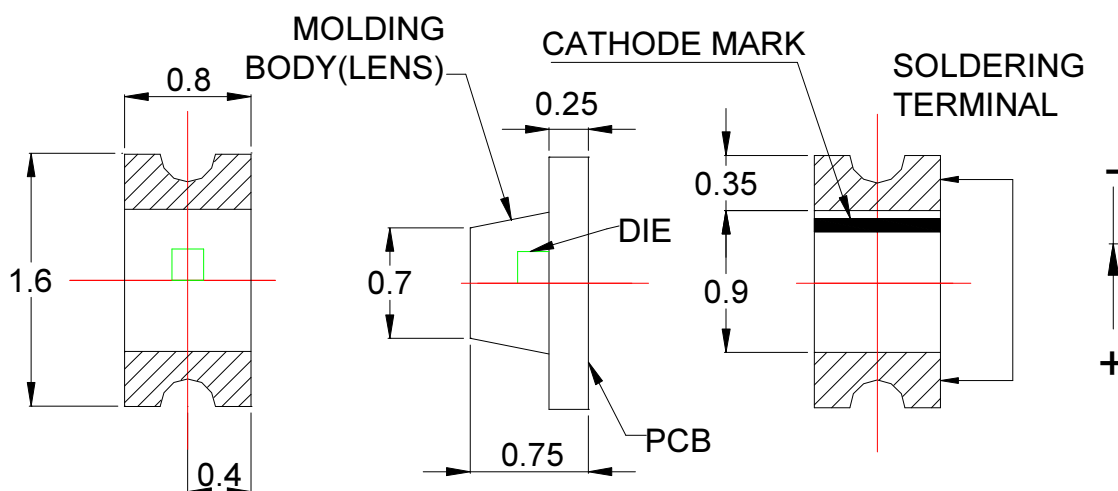 MOLDING
BODY(LENS)
CATHODE MARK
SOLDERING
TERMINAL
0.8
0.25
0.35
DIE
1.6
0.7
0.9
+
PCB
0.75
0.4